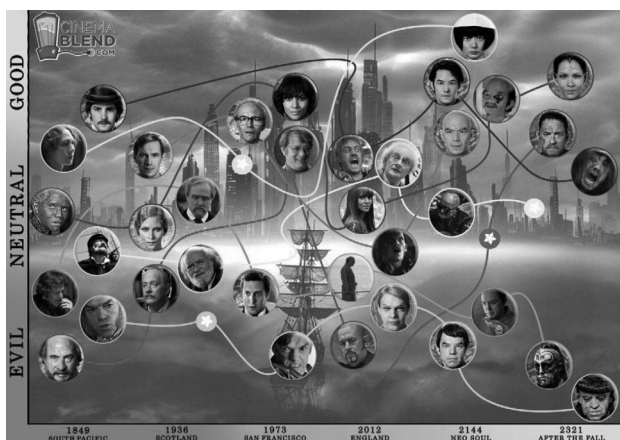 CINEMA
BLEND
.COM
GOOD
NEUTRAL
EVIL
1849
SOUTH PACIFIC
1936
SCOTLAND
1973
SAN FRANCISCO
2012
ENGLAND
2144
NEO SOUL
2321
AFTER THE FALL